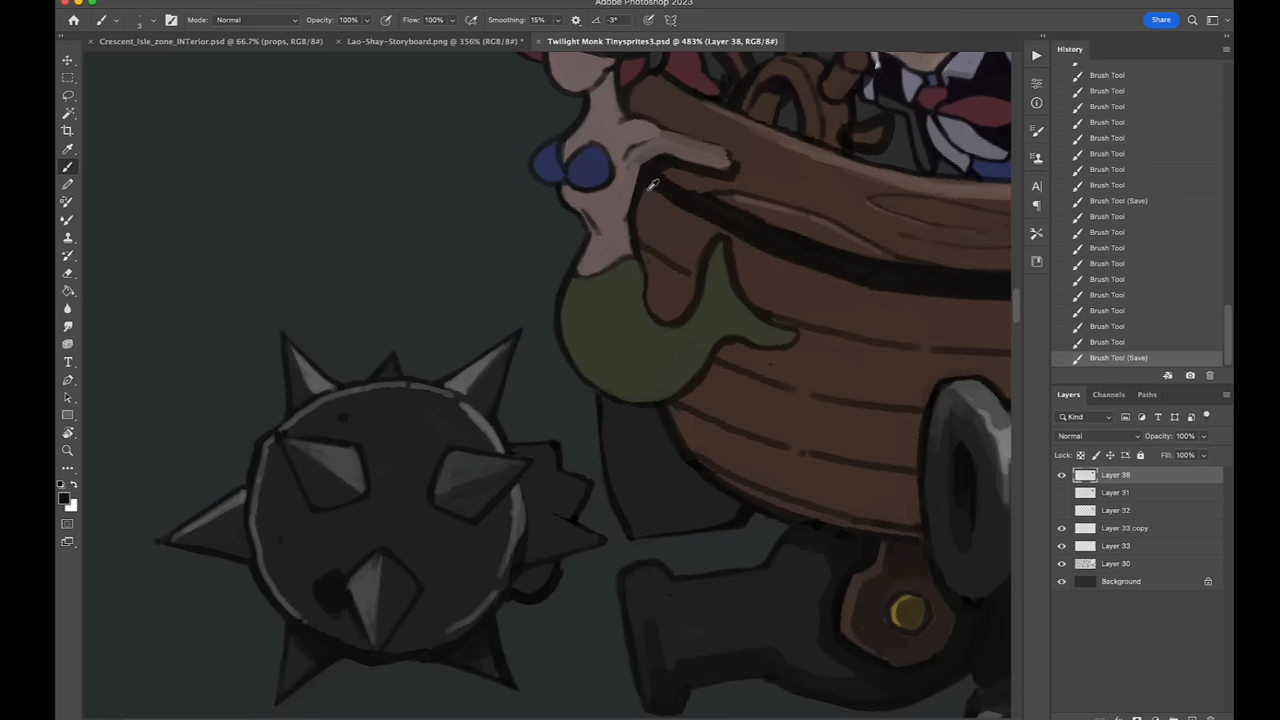 Adobe Photoshop 2023
3
Mode: Normal
Opacity: 100%
Flow: 100%
Smoothing: 15%
-3°
Share
Crescent_Isle_zone_INTerior.psd @ 66.7% (props, RGB/8#)
Lao-Shay-Storyboard.png @ 356% (RGB/8#) *
Twilight Monk Tinysprites3.psd @ 483% (Layer 38, RGB/8#)
History
Brush Tool
Brush Tool
Brush Tool
Brush Tool
Brush Tool
Brush Tool
Brush Tool
Brush Tool
Brush Tool (Save)
Brush Tool
Brush Tool
Brush Tool
Brush Tool
Brush Tool
Brush Tool
Brush Tool
Brush Tool
Brush Tool
Brush Tool (Save)
Layers
Channels
Paths
Kind
Normal
Opacity: 100%
Lock:
Fill: 100%
Layer 38
Layer 31
Layer 32
Layer 33 copy
Layer 33
Layer 30
Background